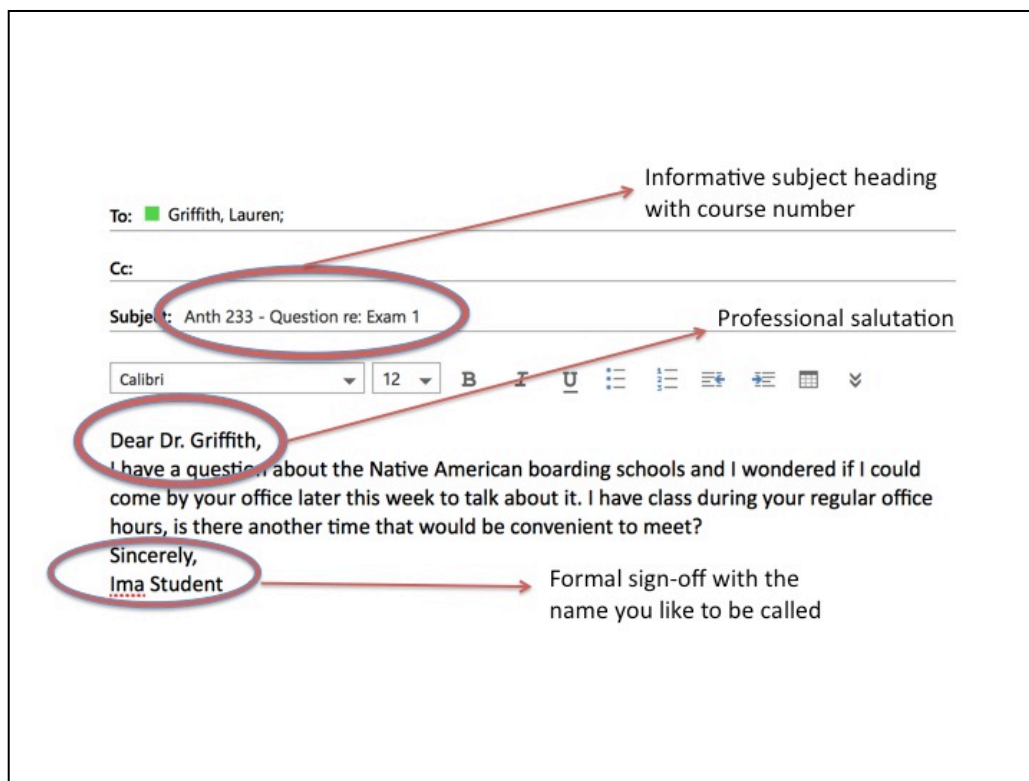 Informative subject heading
with course number
To: Griffith, Lauren;
Cc:
Subject: Anth 233 - Question re: Exam 1
Professional salutation
Calibri 12 B I U
Dear Dr. Griffith,
I have a question about the Native American boarding schools and I wondered if I could
come by your office later this week to talk about it. I have class during your regular office
hours, is there another time that would be convenient to meet?
Sincerely,
Ima Student
Formal sign-off with the
name you like to be called